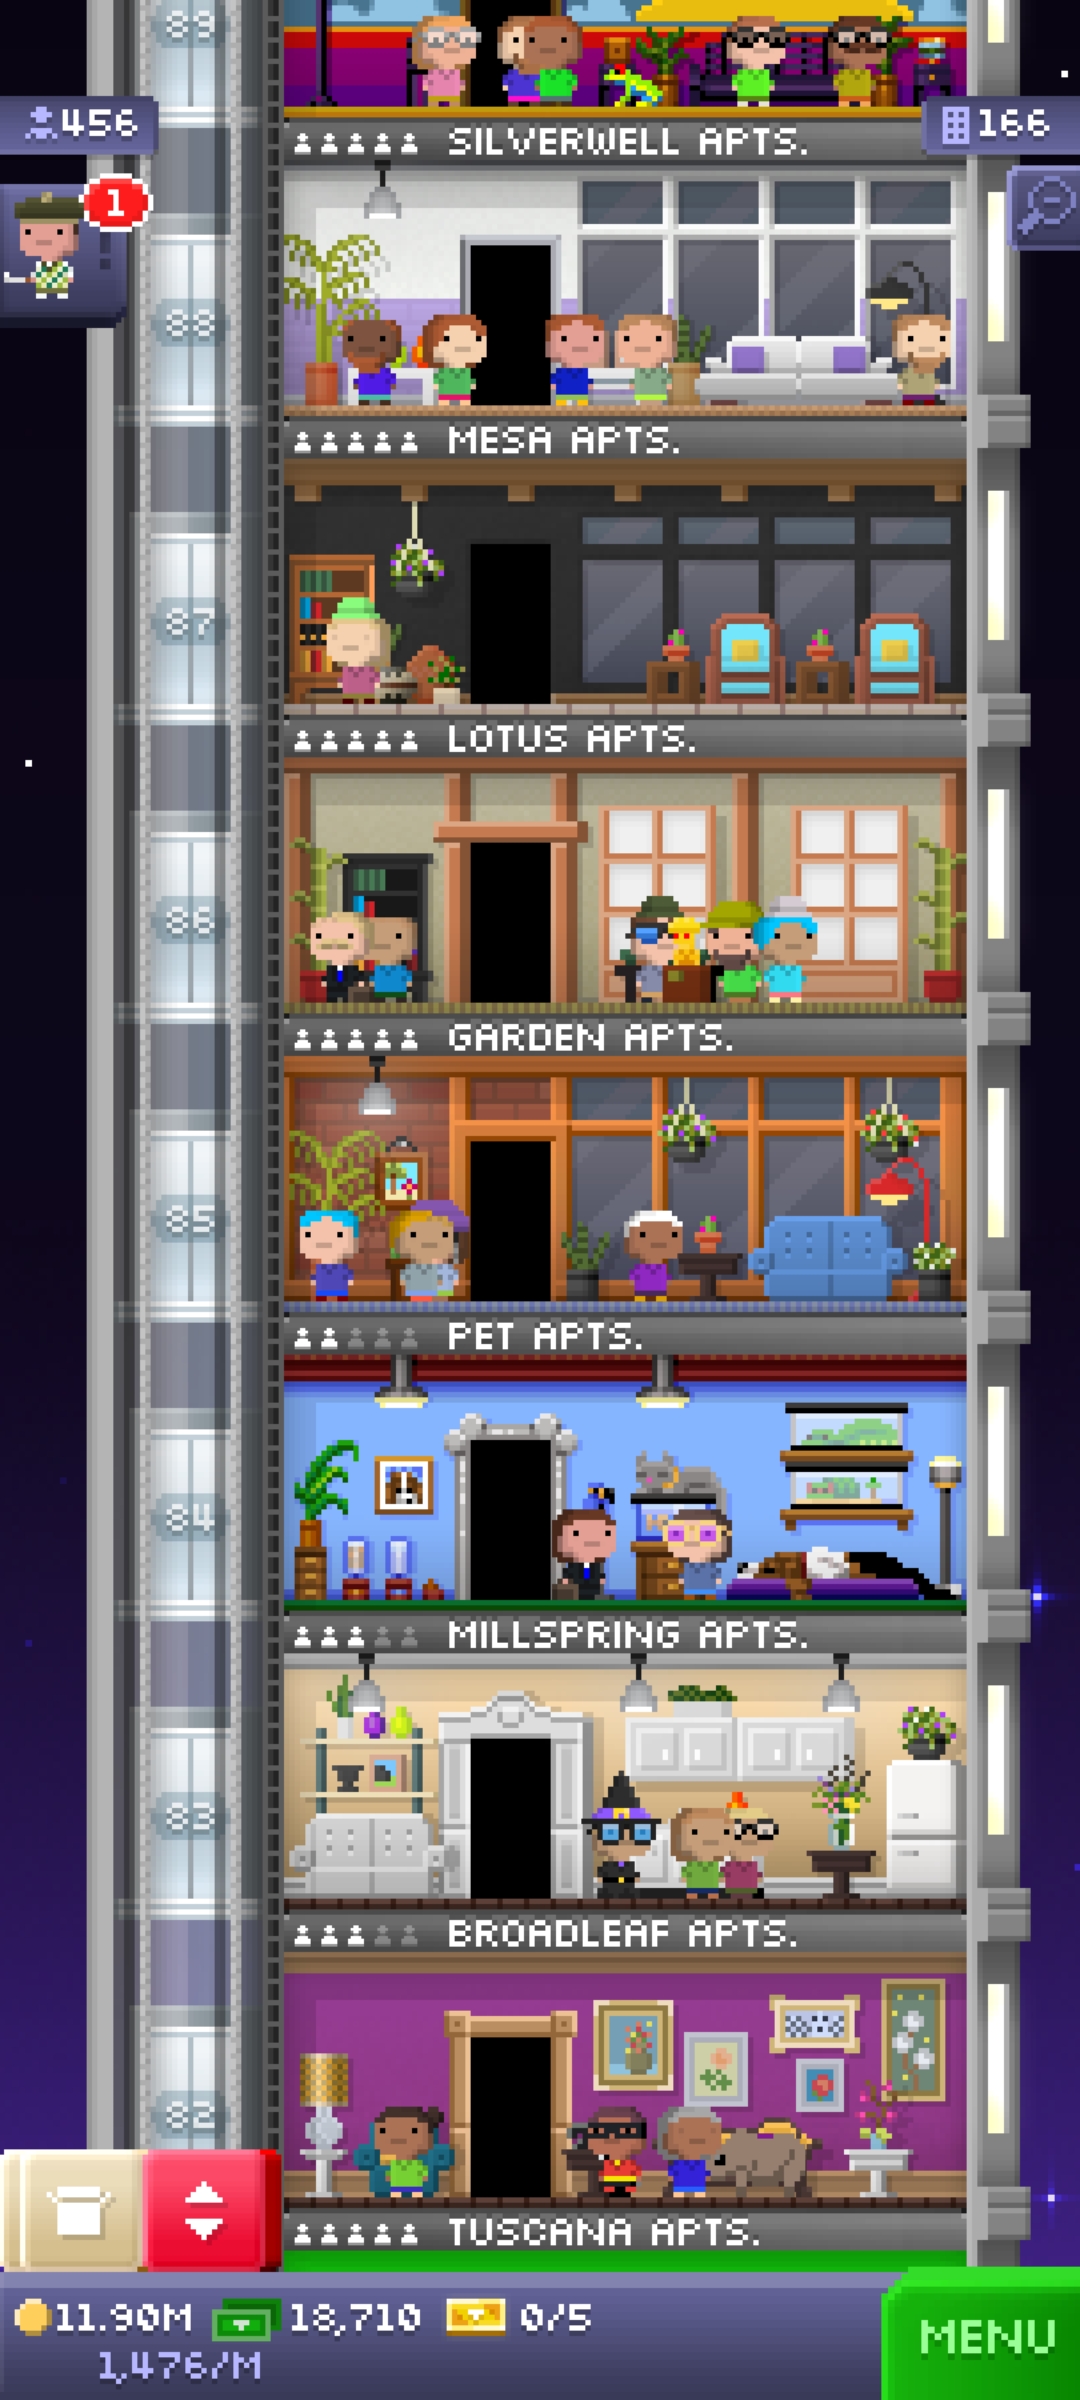 89
456
SILVERWELL APTS.
166
1
88
MESA APTS.
87
LOTUS APTS.
86
GARDEN APTS.
85
PET APTS.
84
MILLSPRING APTS.
83
BROADLEAF APTS.
82
TUSCANA APTS.
11.90M 18,710 0/5
1,476/M
MENU